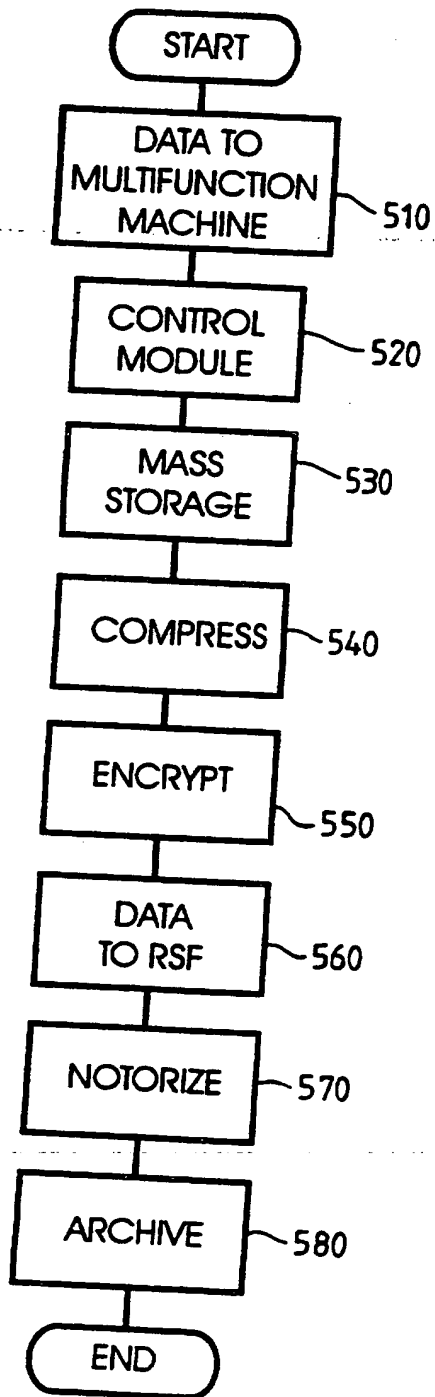 START
DATA TO
MULTIFUNCTION
MACHINE
510
CONTROL
MODULE
520
MASS
STORAGE
530
COMPRESS
540
ENCRYPT
550
DATA
TO RSF
560
NOTORIZE
570
ARCHIVE
580
END